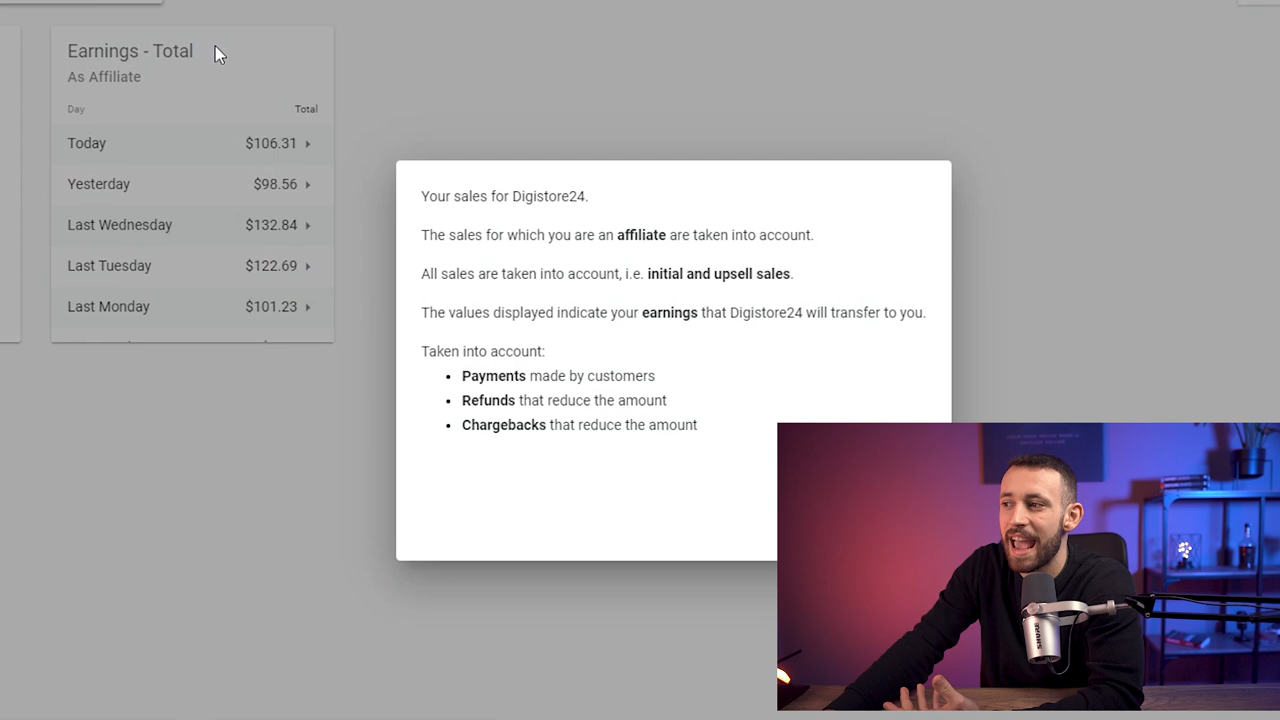 Earnings - Total
As Affiliate
Day Total
Today $106.31
Yesterday $98.56
Last Wednesday $132.84
Last Tuesday $122.69
Last Monday $101.23
Your sales for Digistore24.
The sales for which you are an affiliate are taken into account.
All sales are taken into account, i.e. initial and upsell sales.
The values displayed indicate your earnings that Digistore24 will transfer to you.
Taken into account:
• Payments made by customers
• Refunds that reduce the amount
• Chargebacks that reduce the amount
SHURE